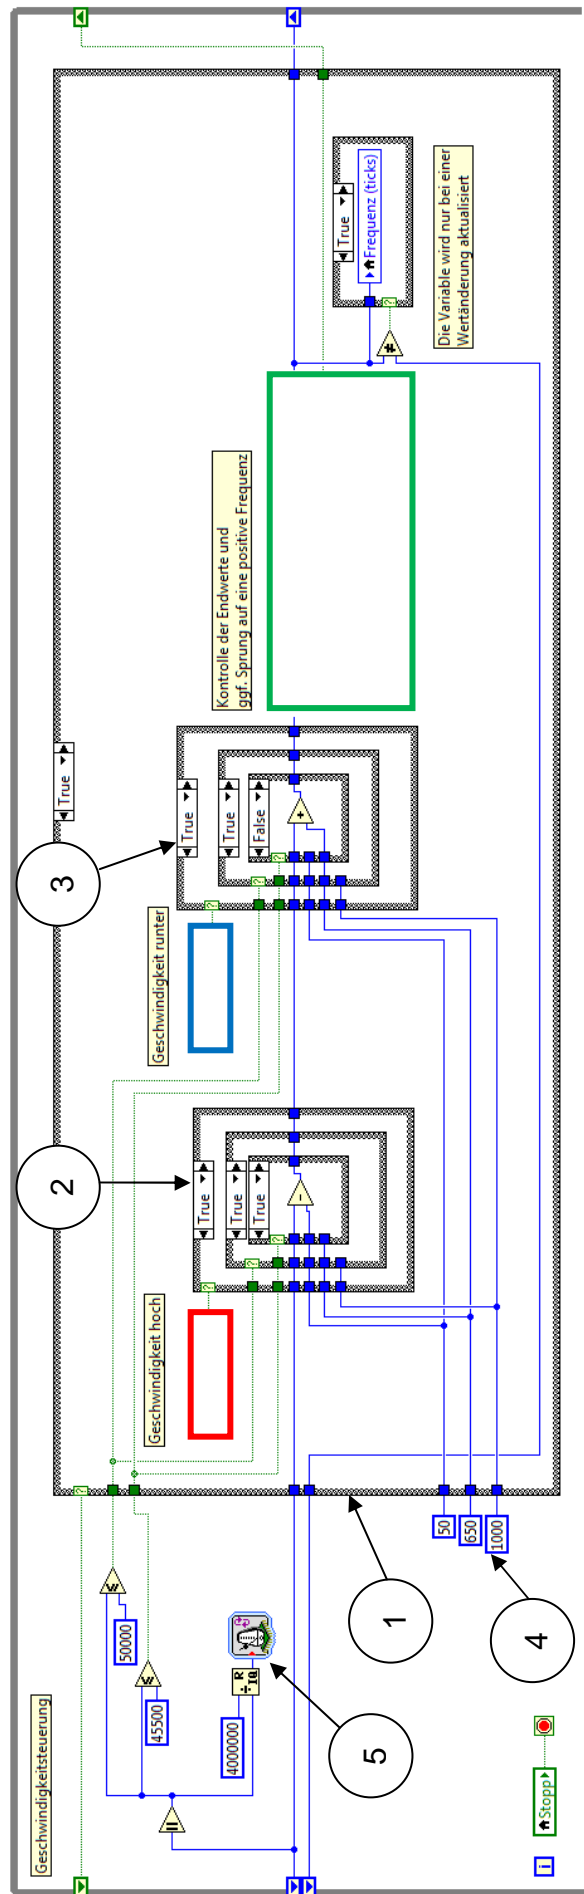 Geschwindigkeitsteuerung
50000
45500
4000000
÷R
IQ
5
i
Stopp
1
4
50
650
1000
Geschwindigkeit hoch
2
True
True
True
Geschwindigkeit runter
3
True
True
True
False
Kontrolle der Endwerte und
ggf. Sprung auf eine positive Frequenz
True
Frequenz (ticks)
Die Variable wird nur bei einer
Wertänderung aktualisiert